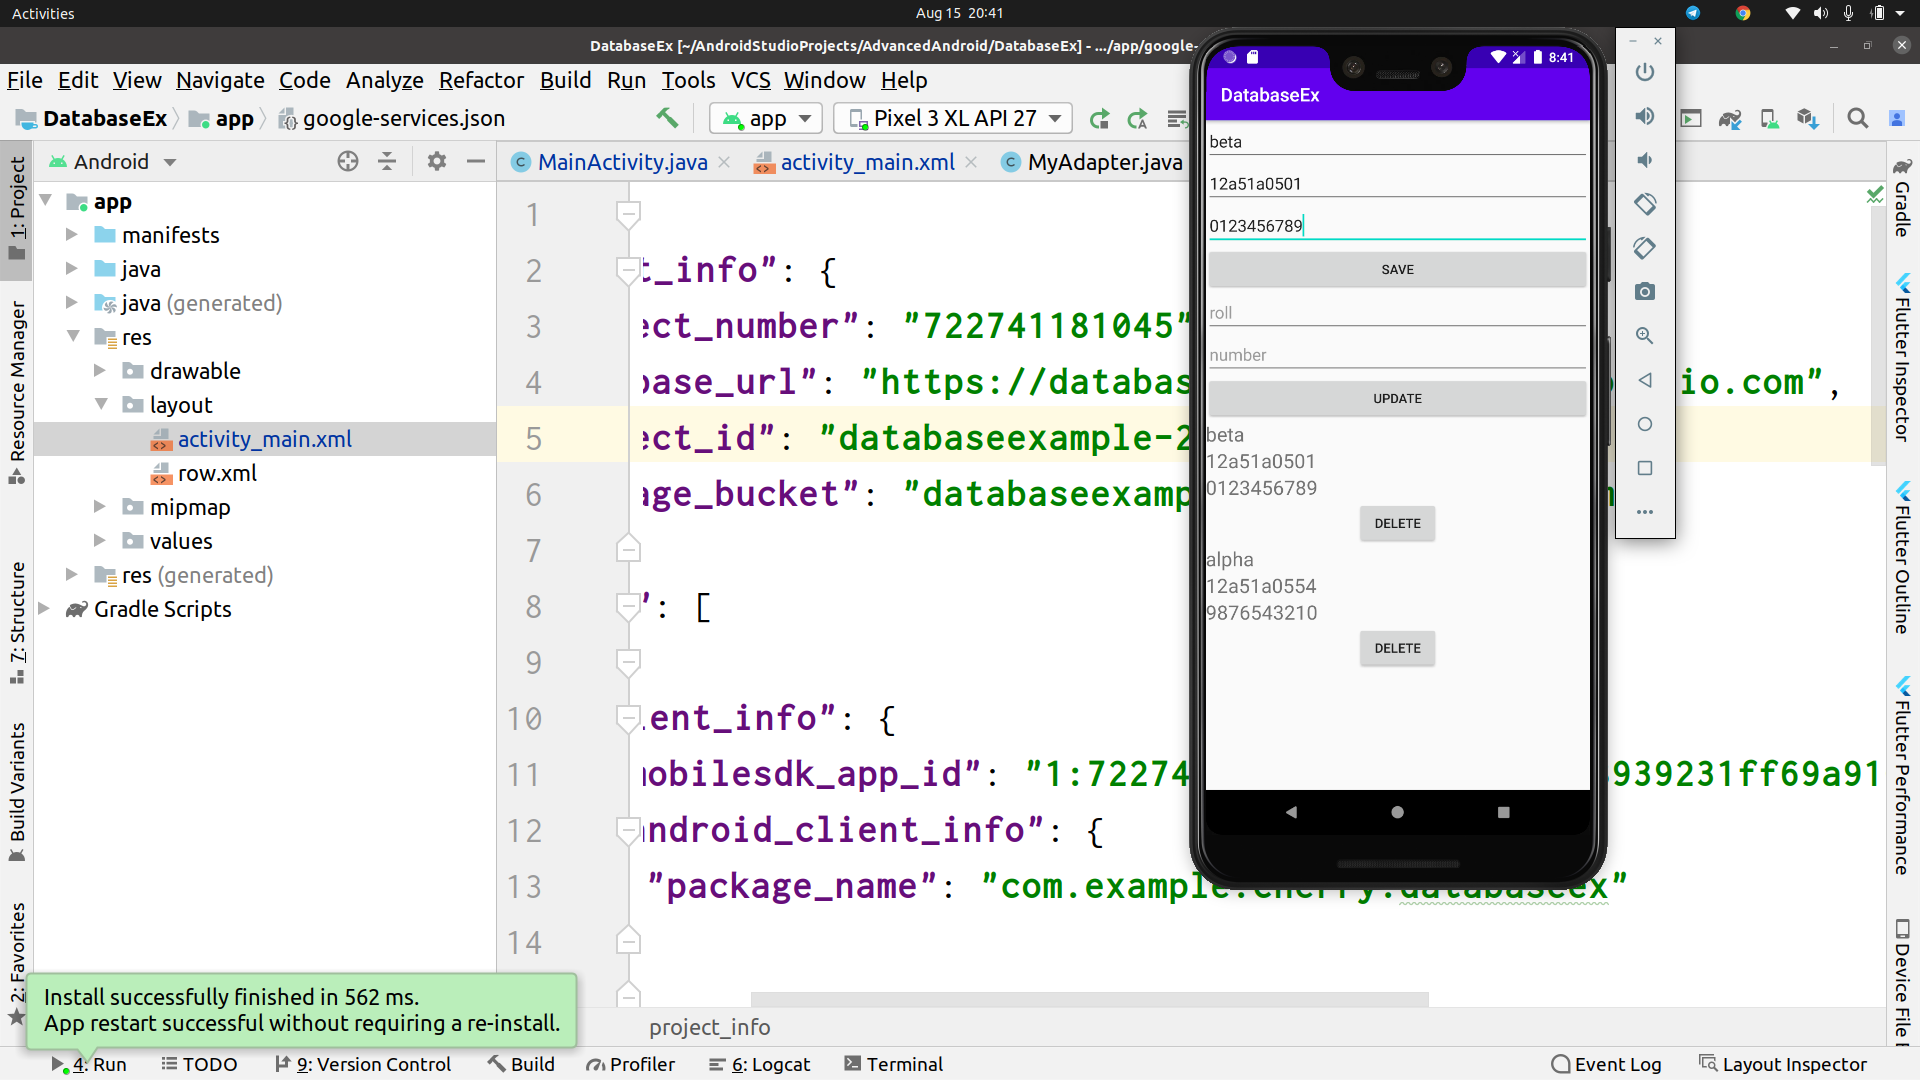 Activities
Aug 15 20:41
DatabaseEx [~/AndroidStudioProjects/AdvancedAndroid/DatabaseEx] - .../app/google-
File Edit View Navigate Code Analyze Refactor Build Run Tools VCS Window Help
DatabaseEx app google-services.json
app
Pixel 3 XL API 27
Android
MainActivity.java
activity_main.xml
MyAdapter.java
1: Project
Resource Manager
7: Structure
Build Variants
2: Favorites
app
manifests
java
java (generated)
res
drawable
layout
activity_main.xml
row.xml
mipmap
values
res (generated)
Gradle Scripts
1
2 t_info": {
3 ect_number": "722741181045"
4 base_url": "https://databas io.com",
5 ect_id": "databaseexample-2
6 age_bucket": "databaseexamp
7
8 ": [
9
10 ent_info": {
11 mobilesdk_app_id": "1:72274 939231ff69a91
12 android_client_info": {
13 "package_name": "com.example.cherry.databaseex"
14
project_info
8:41
DatabaseEx
beta
12a51a0501
0123456789
SAVE
roll
number
UPDATE
beta
12a51a0501
0123456789
DELETE
alpha
12a51a0554
9876543210
DELETE
Gradle
Flutter Inspector
Flutter Outline
Flutter Performance
Device File
Install successfully finished in 562 ms.
App restart successful without requiring a re-install.
4: Run TODO 9: Version Control Build Profiler 6: Logcat Terminal Event Log Layout Inspector